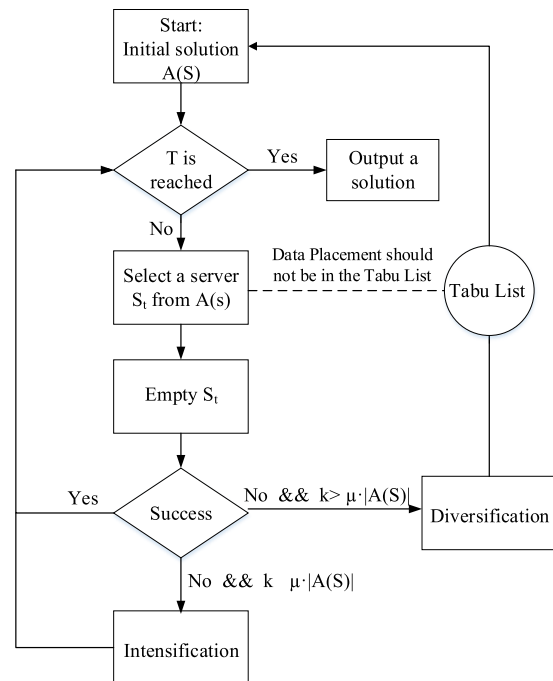 Start:
Initial solution
A(S)
T is
reached
Yes
Output a
solution
No
Select a server
Sₜ from A(s)
Data Placement should
not be in the Tabu List
Tabu List
Empty Sₜ
Yes
Success
No && k> μ·|A(S)|
Diversification
No && k μ·|A(S)|
Intensification